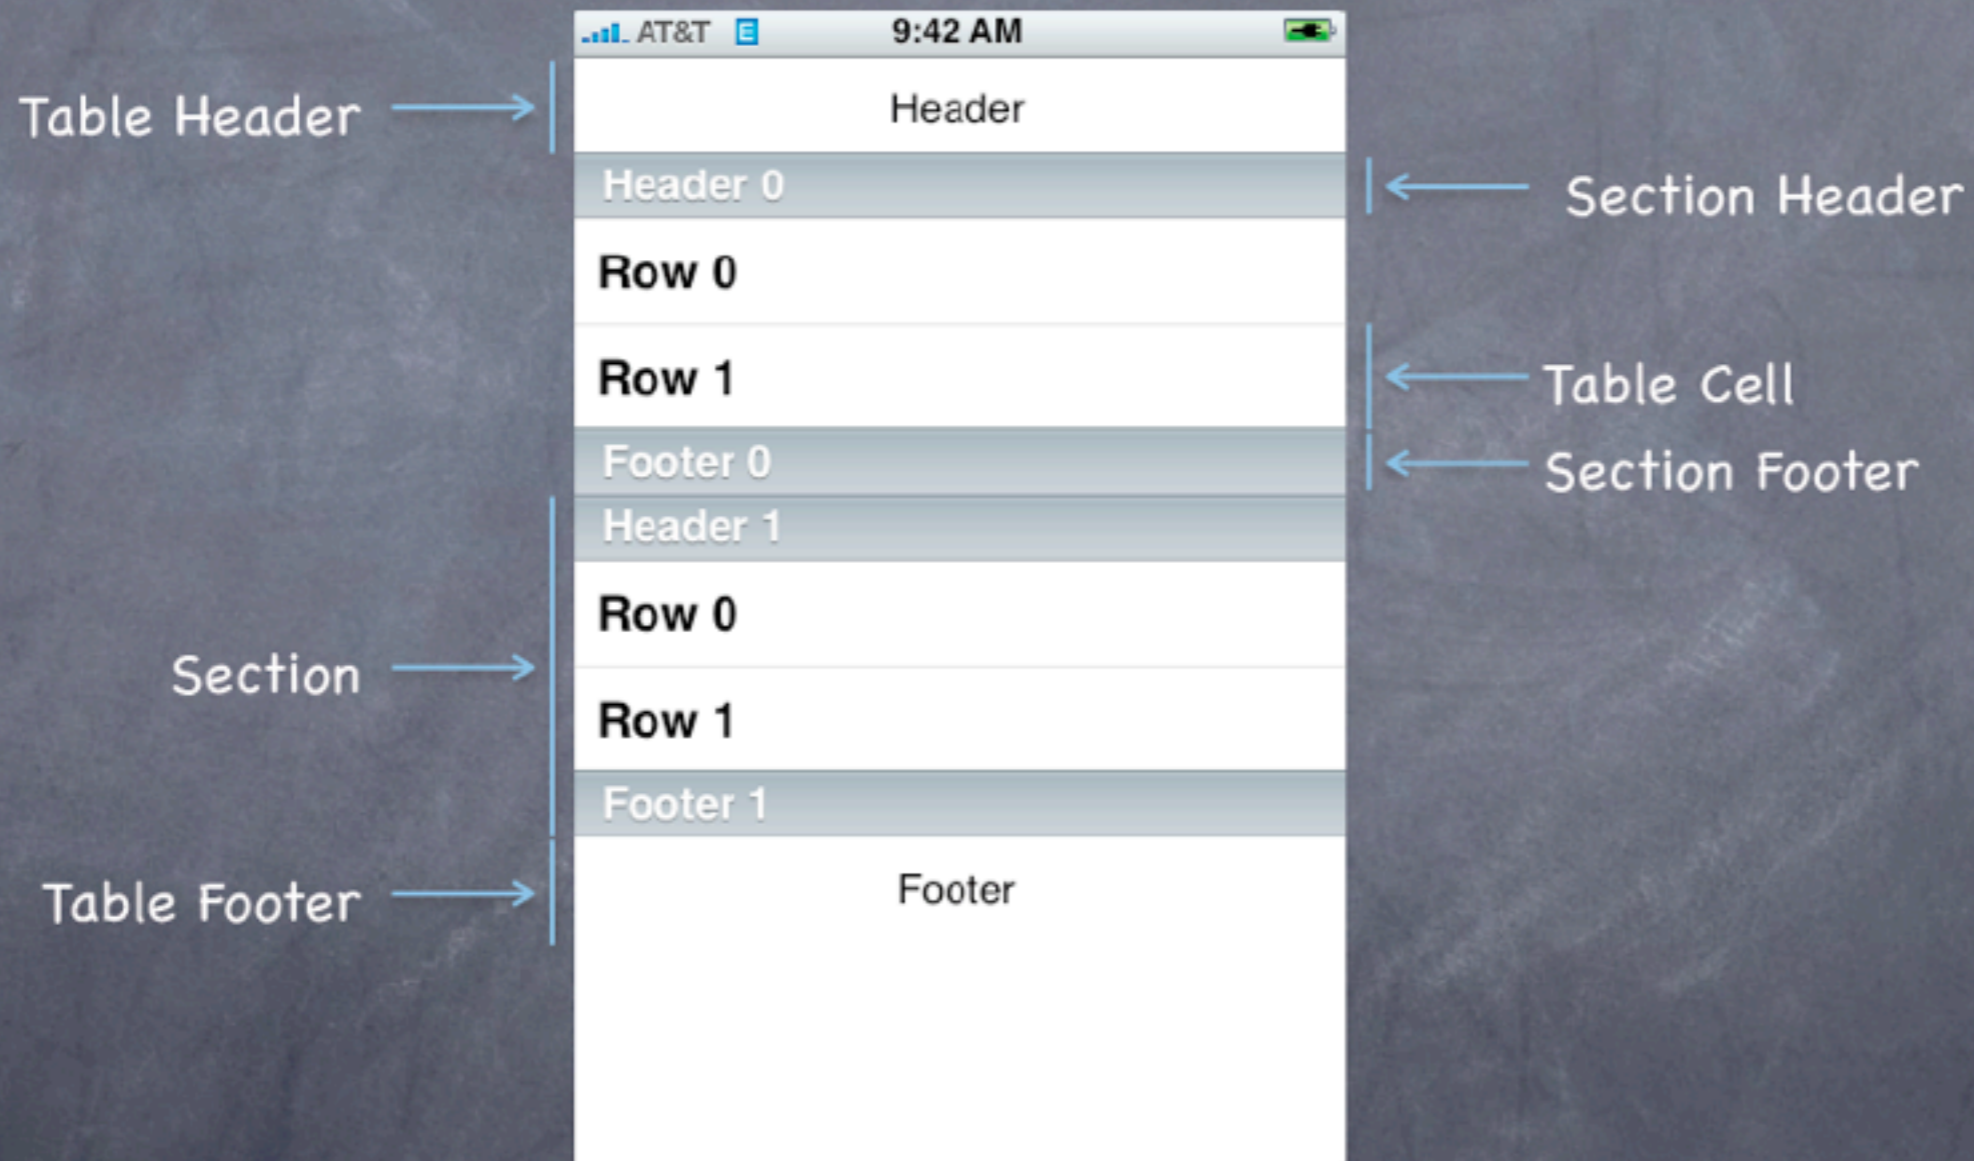 AT&T E 9:42 AM
Table Header
Header
Header 0
Section Header
Row 0
Row 1
Table Cell
Footer 0
Section Footer
Header 1
Row 0
Section
Row 1
Footer 1
Table Footer
Footer